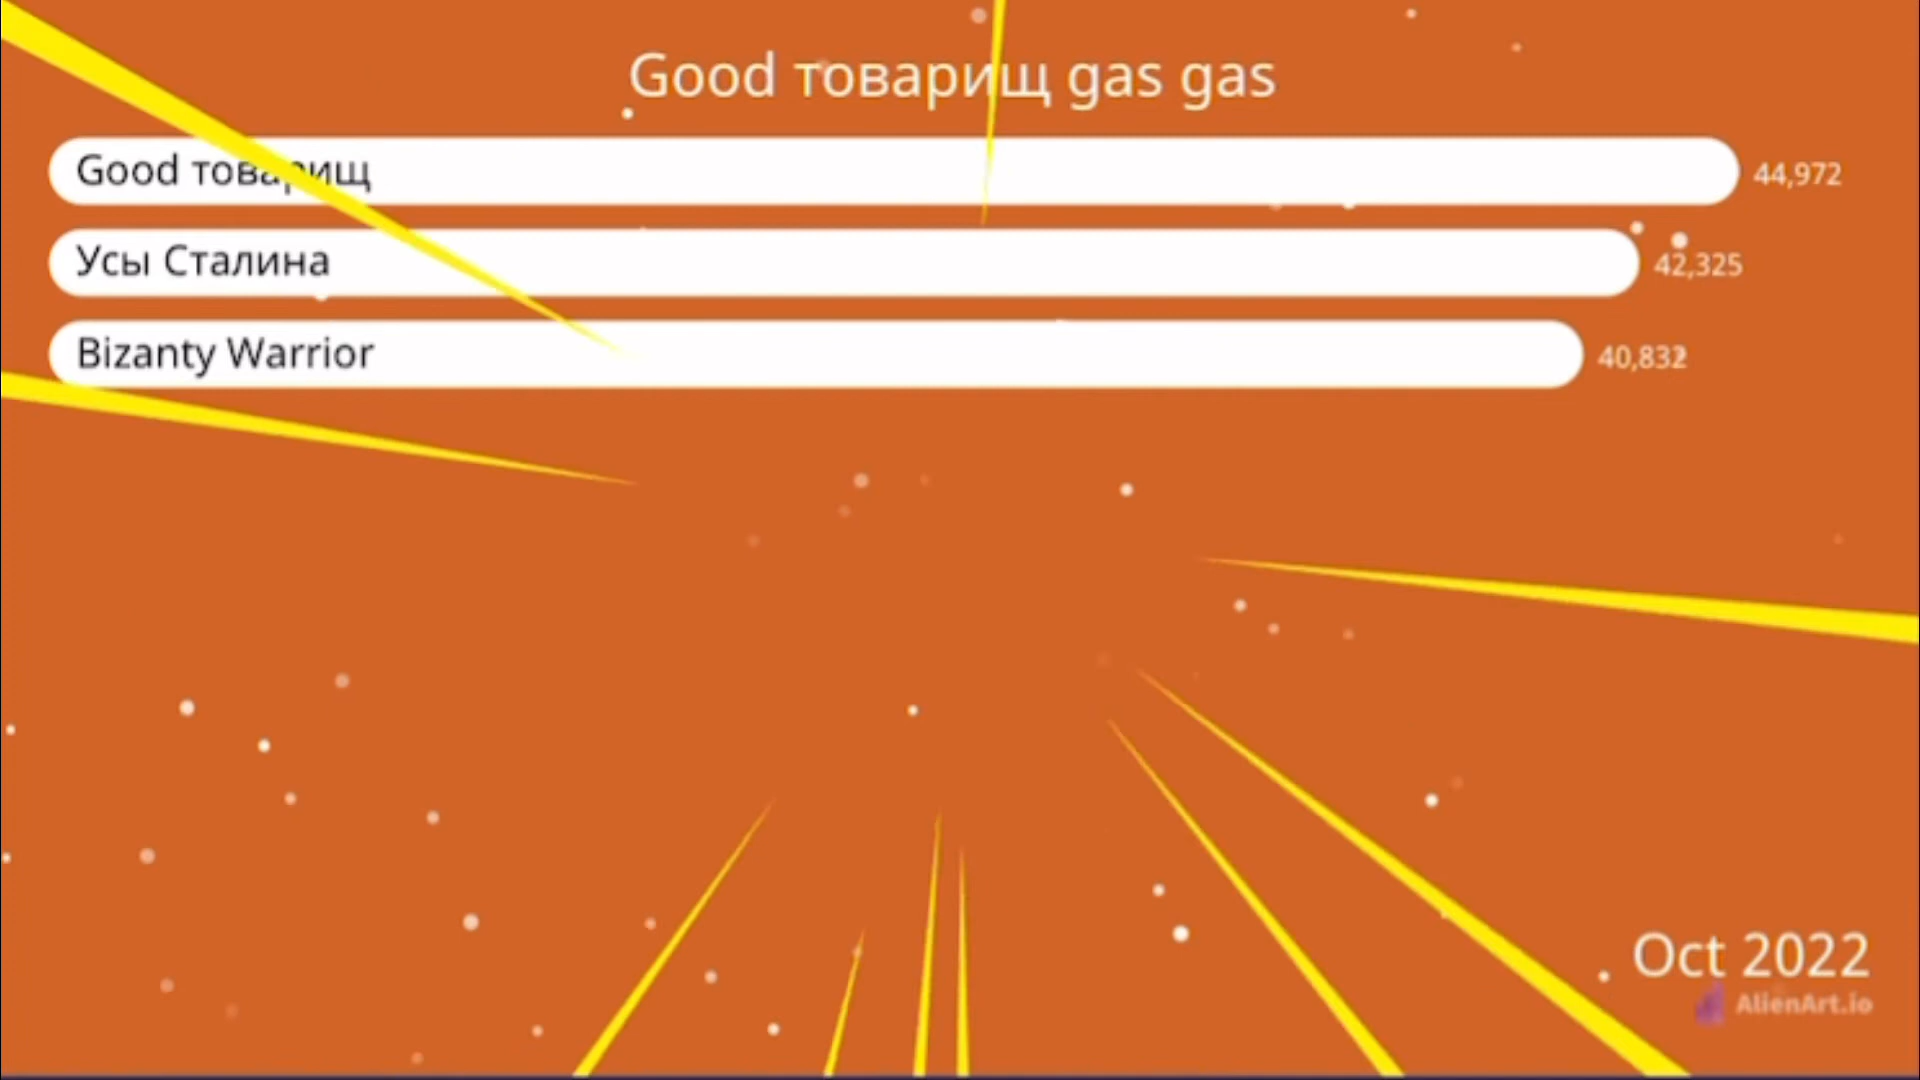 Good товарищ gas gas
Good товарищ
44,972
Усы Сталина
42,325
Bizanty Warrior
40,832
Oct 2022
AlienArt.io